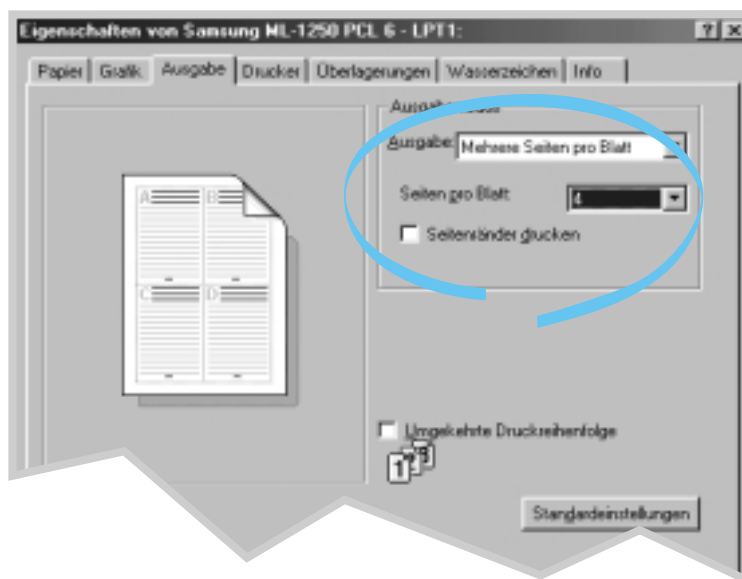 Eigenschaften von Samsung ML-1250 PCL 6 - LPT1:
Papier Grafik Ausgabe Drucker Überlagerungen Wasserzeichen Info
Ausgabe:
Mehrere Seiten pro Blatt
Seiten pro Blatt: 4
Seitenränder drucken
A B
C D
Umgekehrte Druckreihenfolge
1
Standardeinstellungen